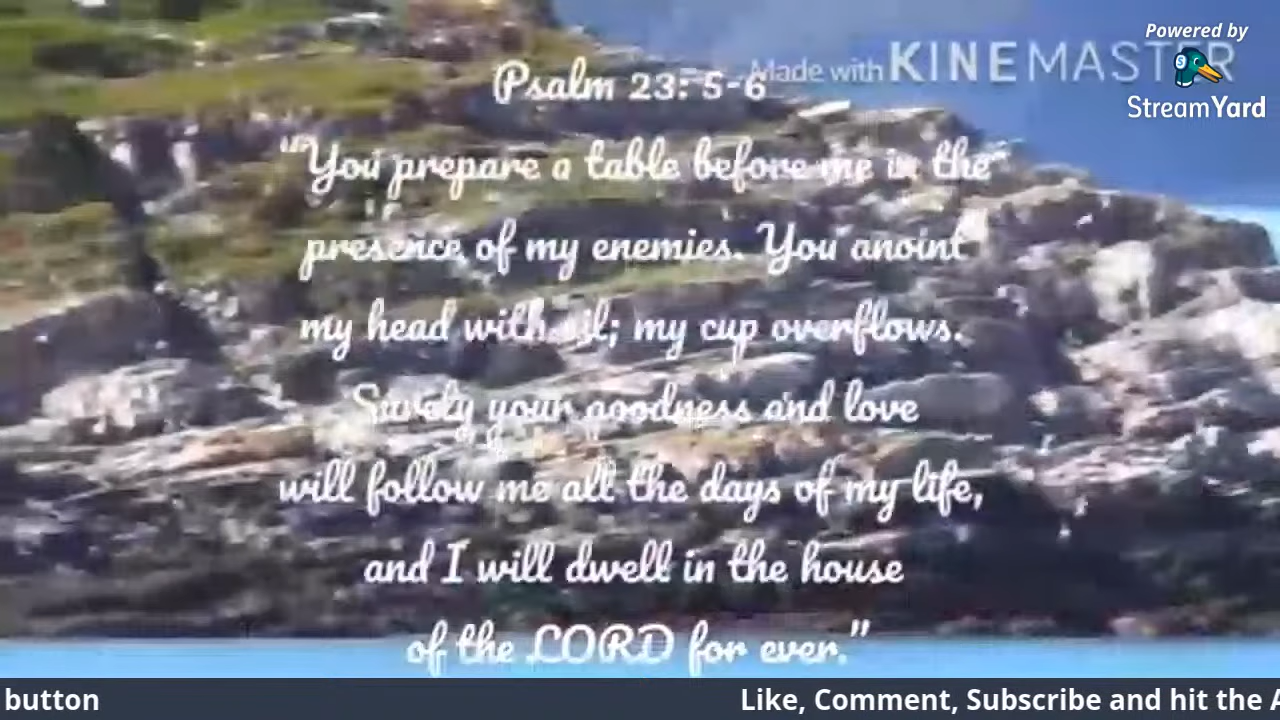 Powered by
StreamYard
Made with KINEMASTER
Psalm 23: 5-6
"You prepare a table before me in the
presence of my enemies. You anoint
my head with oil; my cup overflows.
Surely your goodness and love
will follow me all the days of my life,
and I will dwell in the house
of the LORD for ever."
button
Like, Comment, Subscribe and hit the A